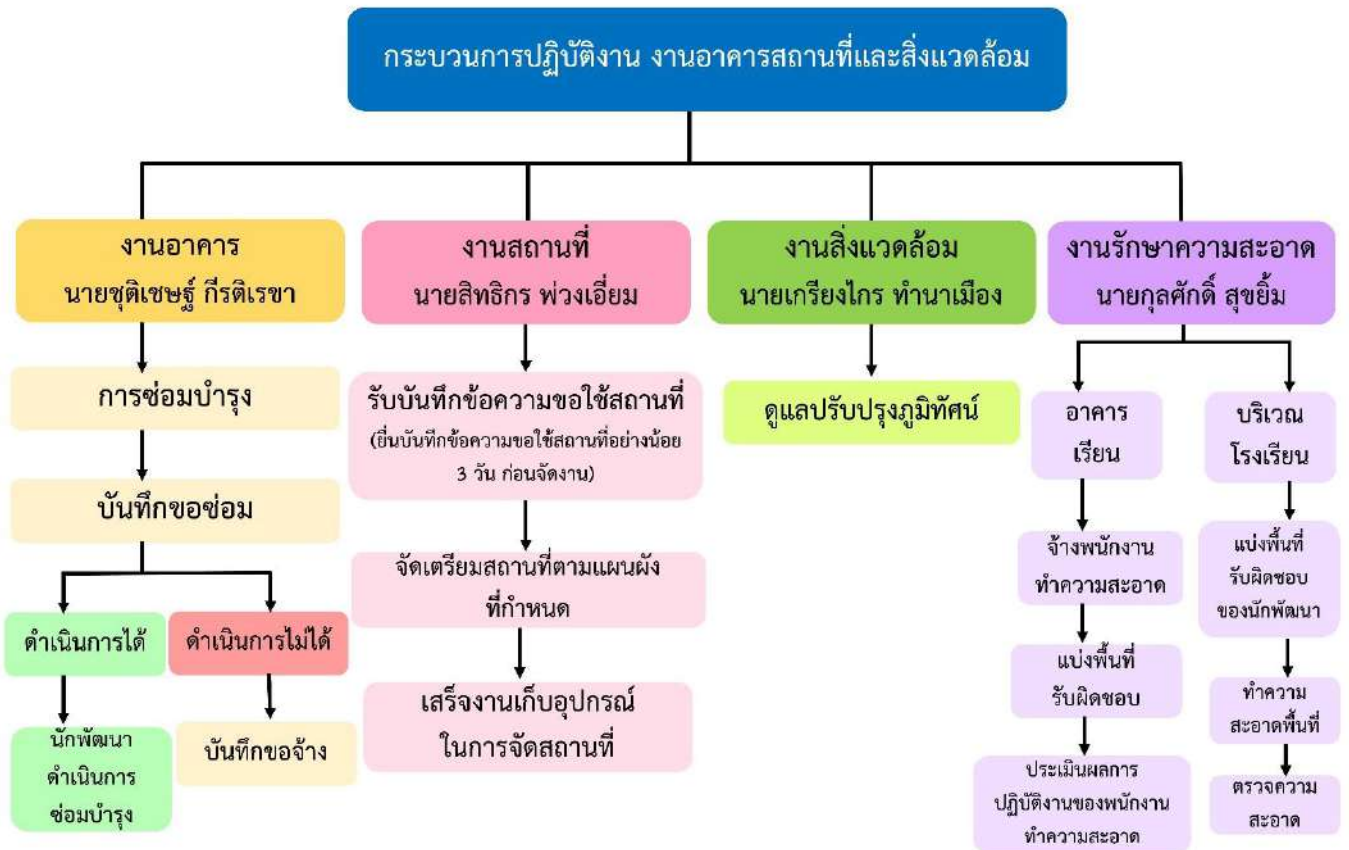 กระบวนการปฏิบัติงาน งานอาคารสถานที่และสิ่งแวดล้อม
งานอาคาร
นายชุติเชษฐ์ กีรติเรขา
การซ่อมบำรุง
บันทึกขอซ่อม
ดำเนินการได้
นักพัฒนา
ดำเนินการ
ซ่อมบำรุง
ดำเนินการไม่ได้
บันทึกขอจ้าง
งานสถานที่
นายสิทธิกร พ่วงเอี่ยม
รับบันทึกข้อความขอใช้สถานที่
(ยื่นบันทึกข้อความขอใช้สถานที่อย่างน้อย
3 วัน ก่อนจัดงาน)
จัดเตรียมสถานที่ตามแผนผัง
ที่กำหนด
เสร็จงานเก็บอุปกรณ์
ในการจัดสถานที่
งานสิ่งแวดล้อม
นายเกรียงไกร ทำนาเมือง
ดูแลปรับปรุงภูมิทัศน์
งานรักษาความสะอาด
นายกุลศักดิ์ สุขยิ้ม
อาคาร
เรียน
จ้างพนักงาน
ทำความสะอาด
แบ่งพื้นที่
รับผิดชอบ
ประเมินผลการ
ปฏิบัติงานของพนักงาน
ทำความสะอาด
บริเวณ
โรงเรียน
แบ่งพื้นที่
รับผิดชอบ
ของนักพัฒนา
ทำความ
สะอาดพื้นที่
ตรวจความ
สะอาด